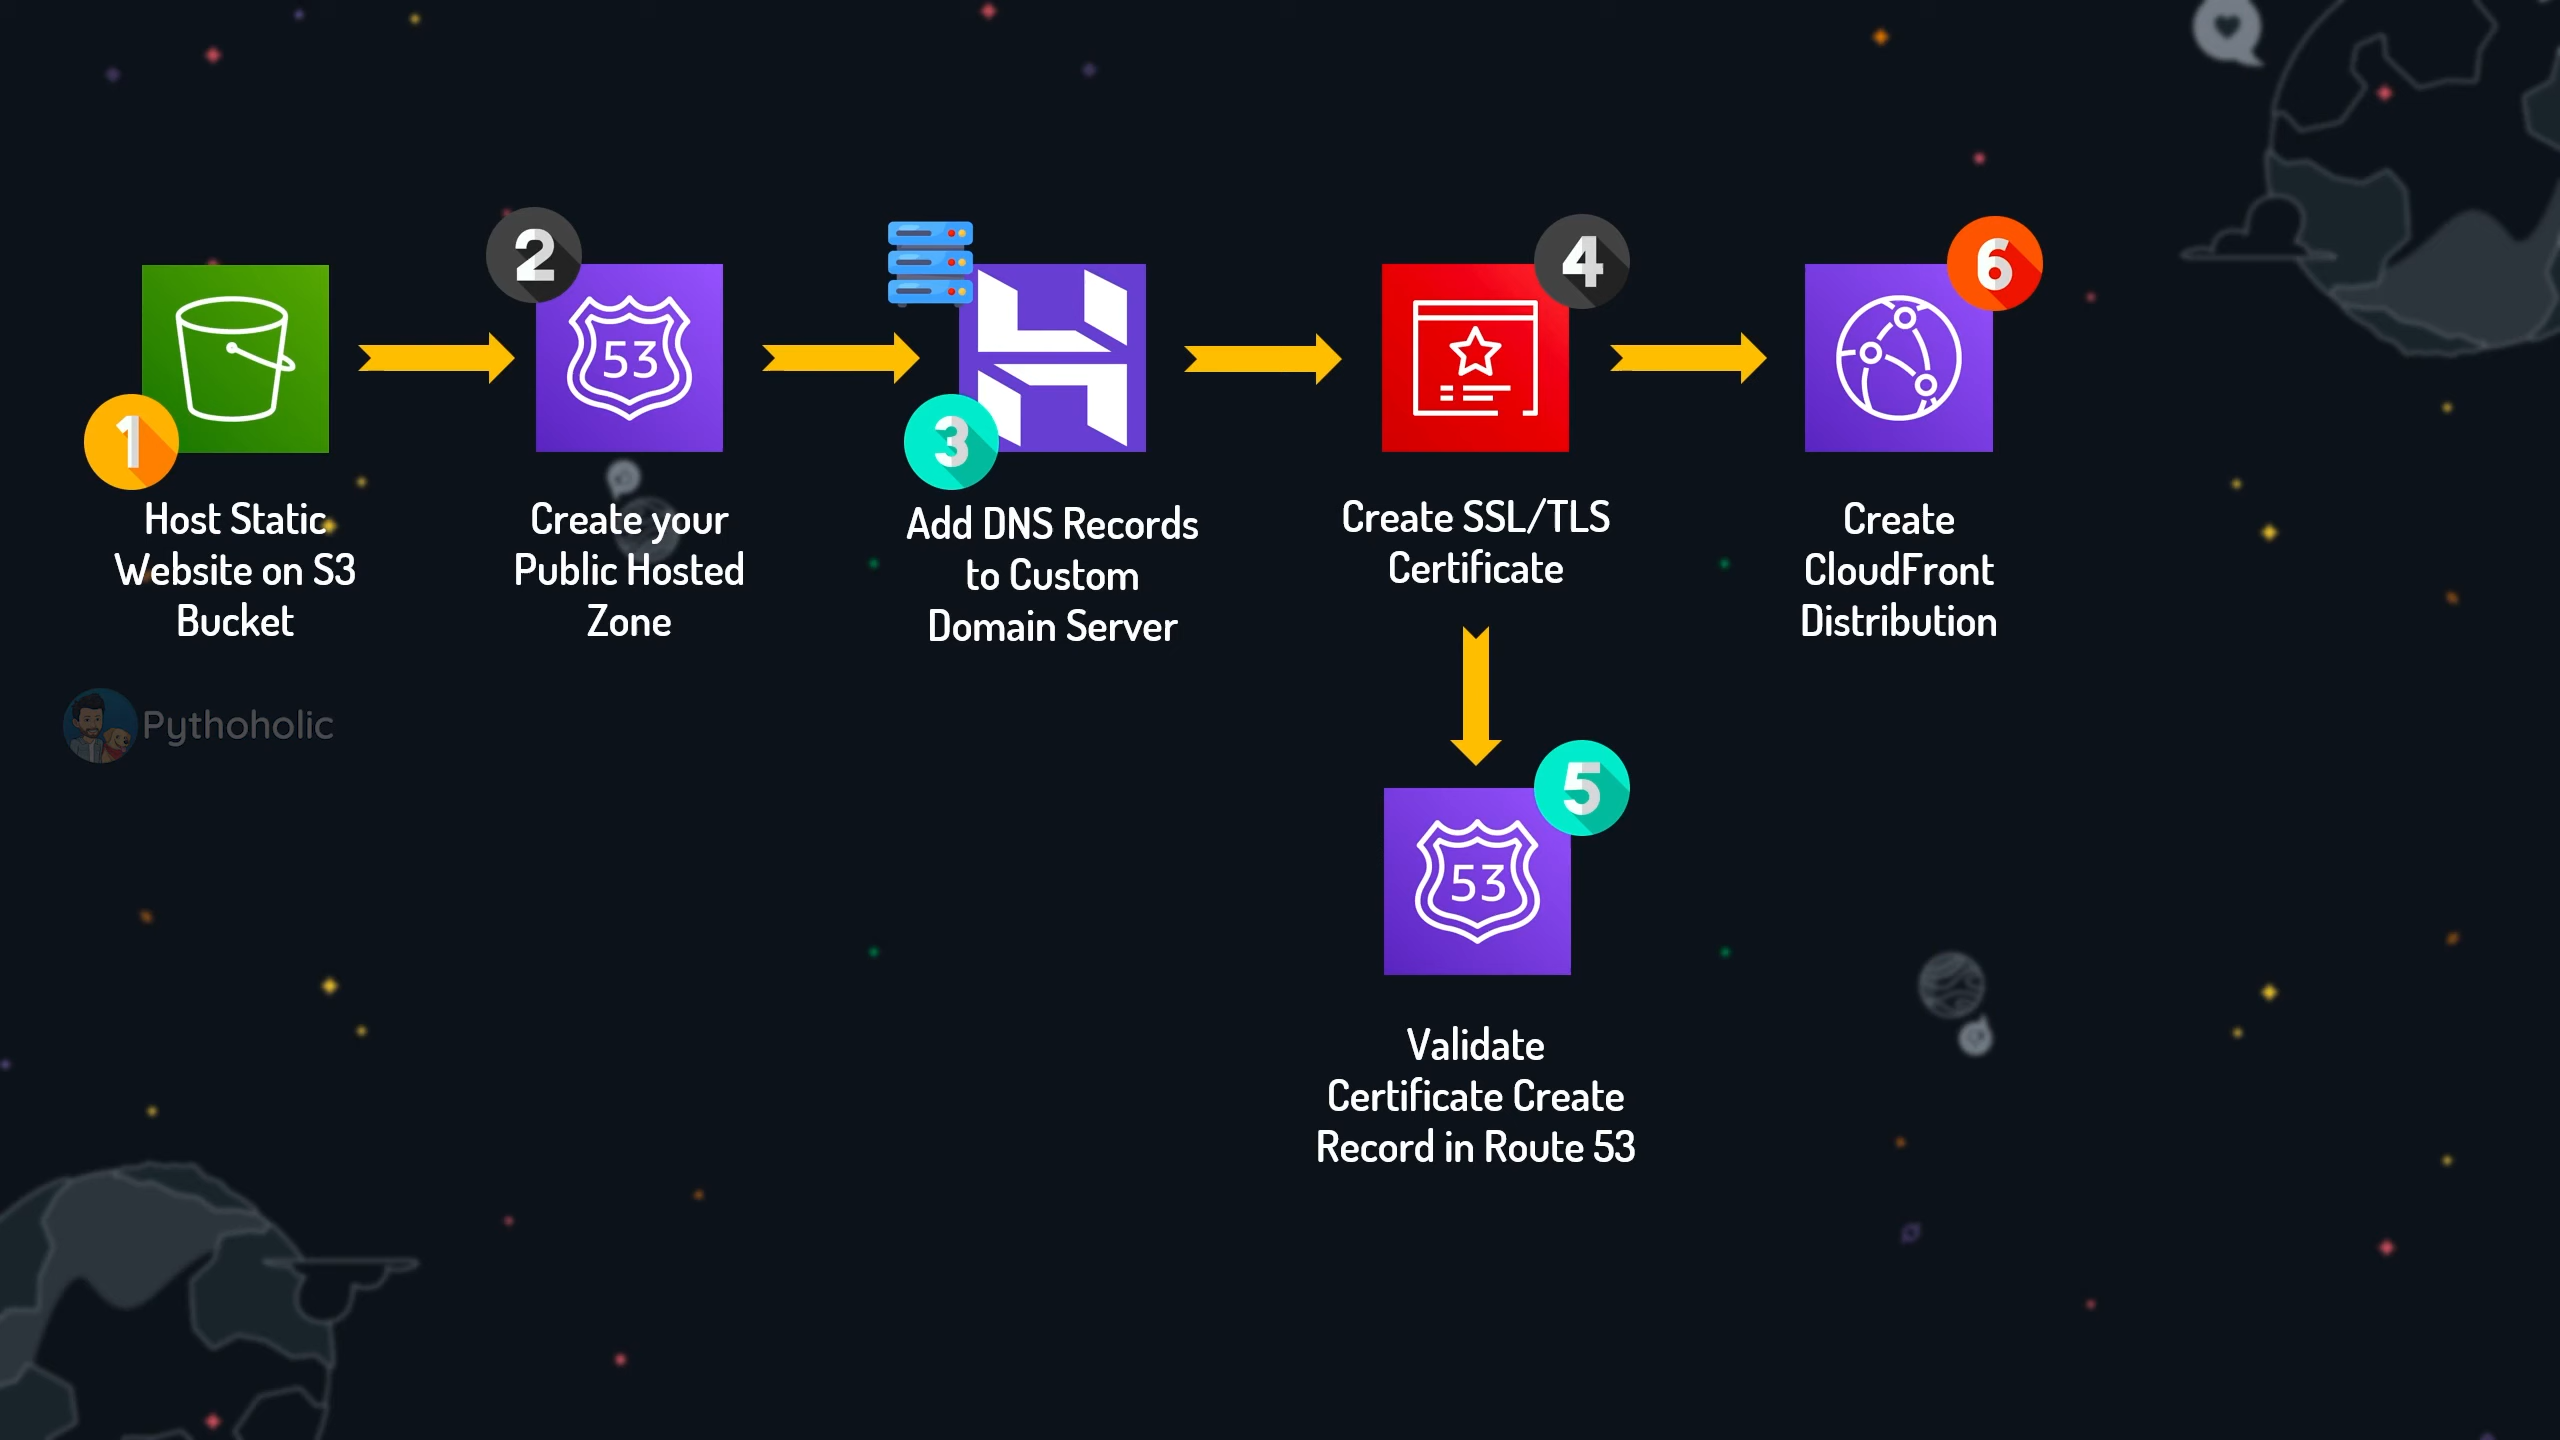 1
Host Static
Website on S3
Bucket
2
53
Create your
Public Hosted
Zone
3
Add DNS Records
to Custom
Domain Server
4
Create SSL/TLS
Certificate
6
Create
CloudFront
Distribution
5
53
Validate
Certificate Create
Record in Route 53
Pythoholic